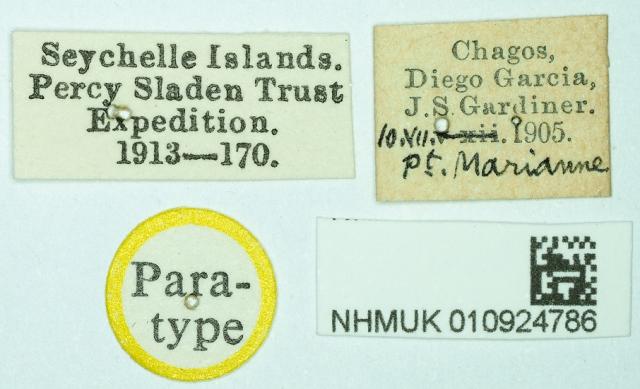 Seychelle Islands.
Percy Sladen Trust
Expedition.
1913—170.
Chagos,
Diego Garcia,
J.S. Gardiner.
10.VII. xii. 1905.
Pt. Marianne
Para-
type
NHMUK 010924786